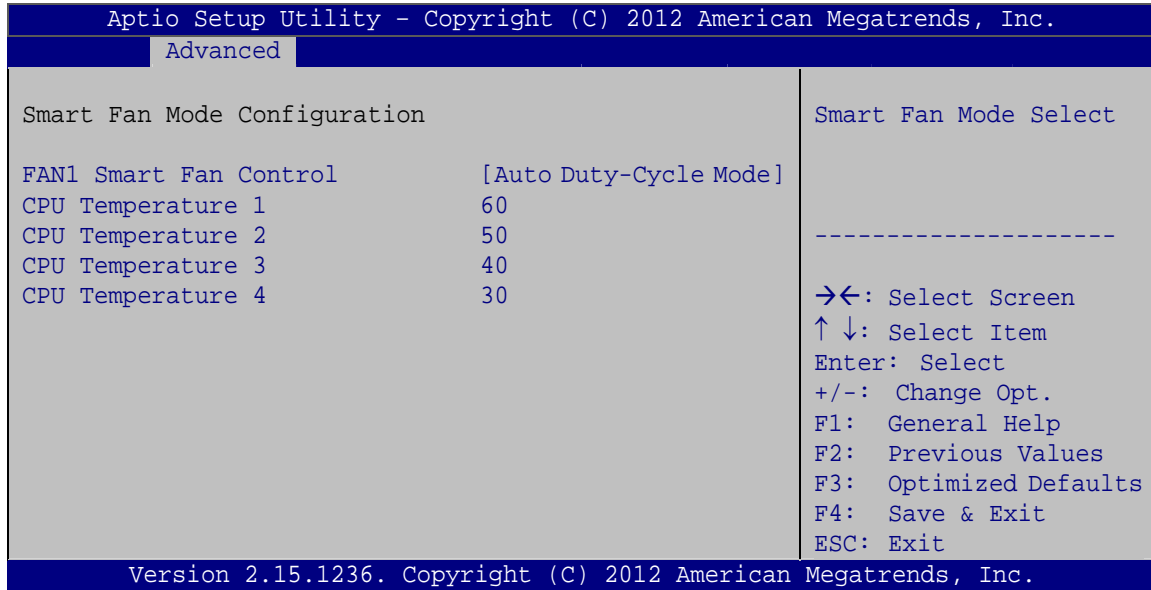 Aptio Setup Utility – Copyright (C) 2012 American Megatrends, Inc.
Advanced
Smart Fan Mode Configuration
FAN1 Smart Fan Control [Auto Duty-Cycle Mode]
CPU Temperature 1 60
CPU Temperature 2 50
CPU Temperature 3 40
CPU Temperature 4 30
Smart Fan Mode Select
---------------------
→←: Select Screen
↑ ↓: Select Item
Enter: Select
+/-: Change Opt.
F1: General Help
F2: Previous Values
F3: Optimized Defaults
F4: Save & Exit
ESC: Exit
Version 2.15.1236. Copyright (C) 2012 American Megatrends, Inc.